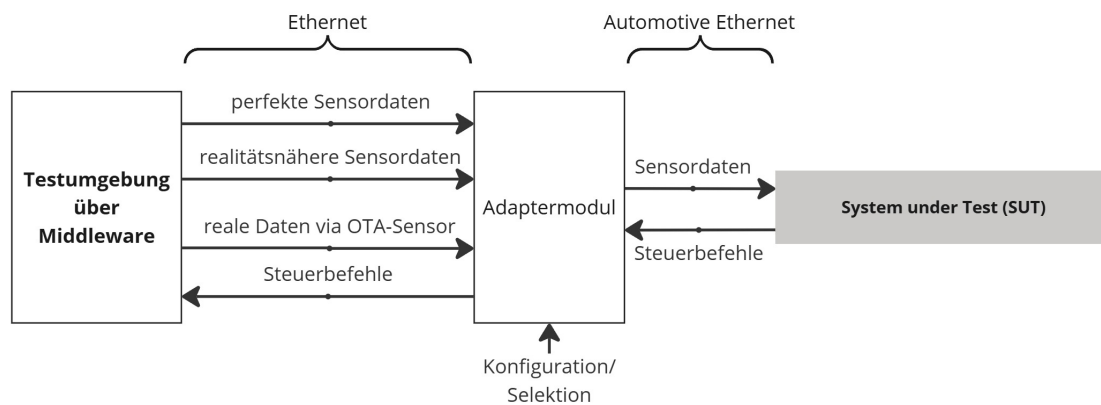 Ethernet
Automotive Ethernet
perfekte Sensordaten
realitätsnähere Sensordaten
Testumgebung
über
Middleware
reale Daten via OTA-Sensor
Steuerbefehle
Adaptermodul
Sensordaten
Steuerbefehle
System under Test (SUT)
Konfiguration/
Selektion